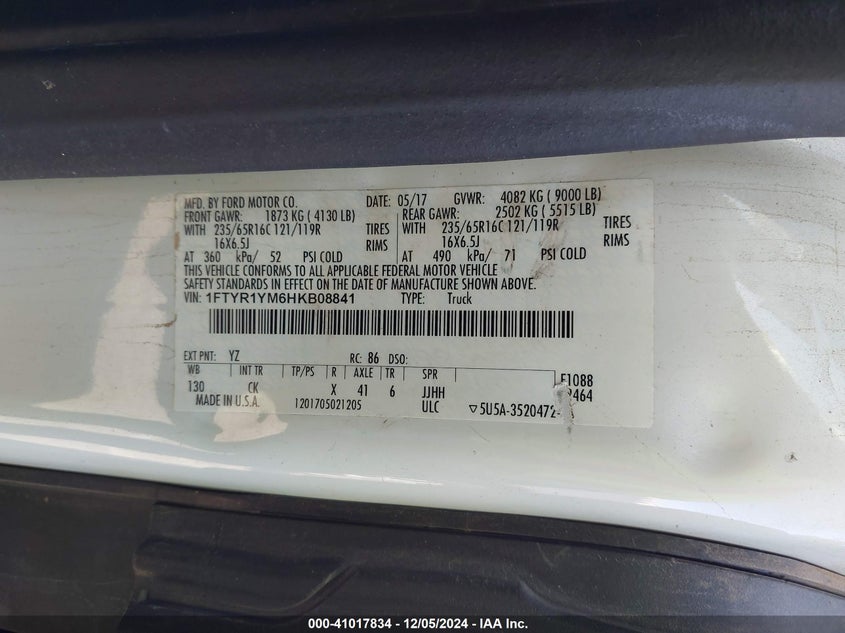 MFD. BY FORD MOTOR CO. DATE: 05/17 GVWR: 4082 KG ( 9000 LB)
FRONT GAWR: 1873 KG ( 4130 LB) REAR GAWR: 2502 KG ( 5515 LB)
WITH 235/65R16C 121/119R TIRES WITH 235/65R16C 121/119R TIRES
16X6.5J RIMS 16X6.5J RIMS
AT 360 kPa/ 52 PSI COLD AT 490 kPa/ 71 PSI COLD
THIS VEHICLE CONFORMS TO ALL APPLICABLE FEDERAL MOTOR VEHICLE
SAFETY STANDARDS IN EFFECT ON THE DATE OF MANUFACTURE SHOWN ABOVE.
VIN: 1FTYR1YM6HKB08841 TYPE: Truck
EXT PNT: YZ RC: 86 DSO:
WB INT TR TP/PS R AXLE TR SPR
130 CK X 41 6 JJHH F1088
MADE IN U.S.A. 1201705021205 ULC ▽5U5A-3520472
000-41017834 - 12/05/2024 - IAA Inc.